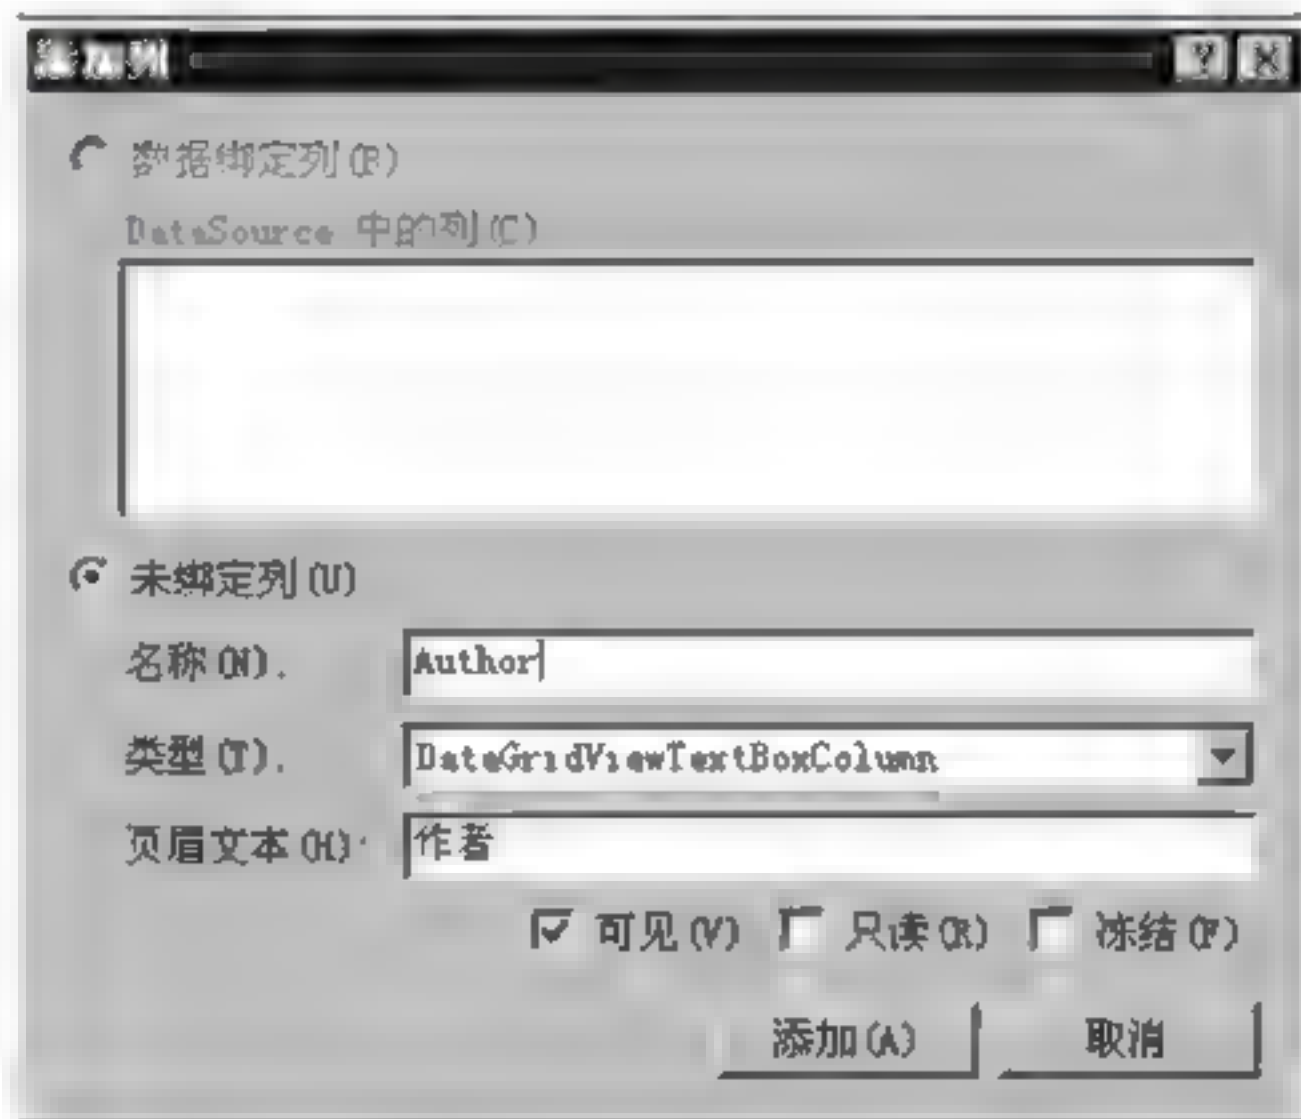 添加列
数据绑定列(B)
DataSource 中的列(C)
未绑定列(U)
名称(N):
Author
类型(T):
DataGridViewTextBoxColumn
页眉文本(H):
作者
可见(V) 只读(R) 冻结(F)
添加(A) 取消